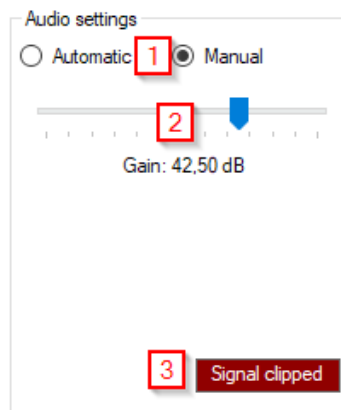 Audio settings
Automatic 1 Manual
2
Gain: 42,50 dB
3 Signal clipped